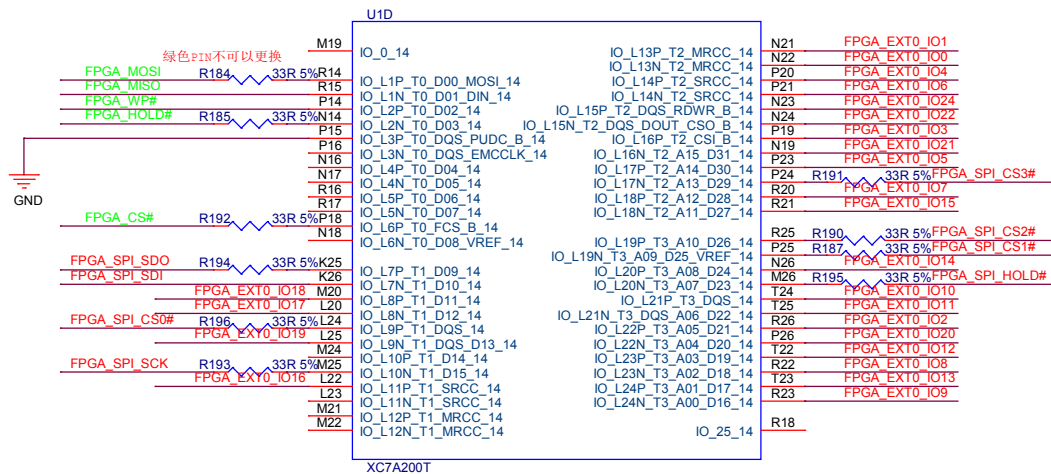 U1D
绿色PIN不可以更换
M19 IO_0_14
FPGA_MOSI R184 33R 5% R14 IO_L1P_T0_D00_MOSI_14
FPGA_MISO R15 IO_L1N_T0_D01_DIN_14
FPGA_WP# P14 IO_L2P_T0_D02_14
FPGA_HOLD# R185 33R 5% N14 IO_L2N_T0_D03_14
P15 IO_L3P_T0_DQS_PUDC_B_14
P16 IO_L3N_T0_DQS_EMCCLK_14
N16 IO_L4P_T0_D04_14
N17 IO_L4N_T0_D05_14
R16 IO_L5P_T0_D06_14
R17 IO_L5N_T0_D07_14
FPGA_CS# R192 33R 5% P18 IO_L6P_T0_FCS_B_14
N18 IO_L6N_T0_D08_VREF_14
GND
FPGA_SPI_SDO R194 33R 5% K25 IO_L7P_T1_D09_14
FPGA_SPI_SDI K26 IO_L7N_T1_D10_14
FPGA_EXT0_IO18 M20 IO_L8P_T1_D11_14
FPGA_EXT0_IO17 L20 IO_L8N_T1_D12_14
FPGA_SPI_CS0# R196 33R 5% L24 IO_L9P_T1_DQS_14
FPGA_EXY0_IO19 L25 IO_L9N_T1_DQS_D13_14
M24 IO_L10P_T1_D14_14
FPGA_SPI_SCK R193 33R 5% M25 IO_L10N_T1_D15_14
FPGA_EXY0_IO16 L22 IO_L11P_T1_SRCC_14
L23 IO_L11N_T1_SRCC_14
M21 IO_L12P_T1_MRCC_14
M22 IO_L12N_T1_MRCC_14
IO_L13P_T2_MRCC_14 N21 FPGA_EXT0_IO1
IO_L13N_T2_MRCC_14 N22 FPGA_EXT0_IO0
IO_L14P_T2_SRCC_14 P20 FPGA_EXT0_IO4
IO_L14N_T2_SRCC_14 P21 FPGA_EXT0_IO6
IO_L15P_T2_DQS_RDWR_B_14 N23 FPGA_EXT0_IO24
IO_L15N_T2_DQS_DOUT_CSO_B_14 N24 FPGA_EXT0_IO22
IO_L16P_T2_CSI_B_14 P19 FPGA_EXT0_IO3
IO_L16N_T2_A15_D31_14 N19 FPGA_EXT0_IO21
IO_L17P_T2_A14_D30_14 P23 FPGA_EXT0_IO5
IO_L17N_T2_A13_D29_14 P24 R191 33R 5% FPGA_SPI_CS3#
IO_L18P_T2_A12_D28_14 R20 FPGA_EXT0_IO7
IO_L18N_T2_A11_D27_14 R21 FPGA_EXT0_IO15
IO_L19P_T3_A10_D26_14 R25 R190 33R 5% FPGA_SPI_CS2#
IO_L19N_T3_A09_D25_VREF_14 P25 R187 33R 5% FPGA_SPI_CS1#
IO_L20P_T3_A08_D24_14 N26 FPGA_EXT0_IO14
IO_L20N_T3_A07_D23_14 M26 R195 33R 5% FPGA_SPI_HOLD#
IO_L21P_T3_DQS_14 T24 FPGA_EXT0_IO10
IO_L21N_T3_DQS_A06_D22_14 T25 FPGA_EXT0_IO11
IO_L22P_T3_A05_D21_14 R26 FPGA_EXT0_IO2
IO_L22N_T3_A04_D20_14 P26 FPGA_EXT0_IO20
IO_L23P_T3_A03_D19_14 T22 FPGA_EXT0_IO12
IO_L23N_T3_A02_D18_14 R22 FPGA_EXT0_IO8
IO_L24P_T3_A01_D17_14 T23 FPGA_EXT0_IO13
IO_L24N_T3_A00_D16_14 R23 FPGA_EXT0_IO9
IO_25_14 R18
XC7A200T